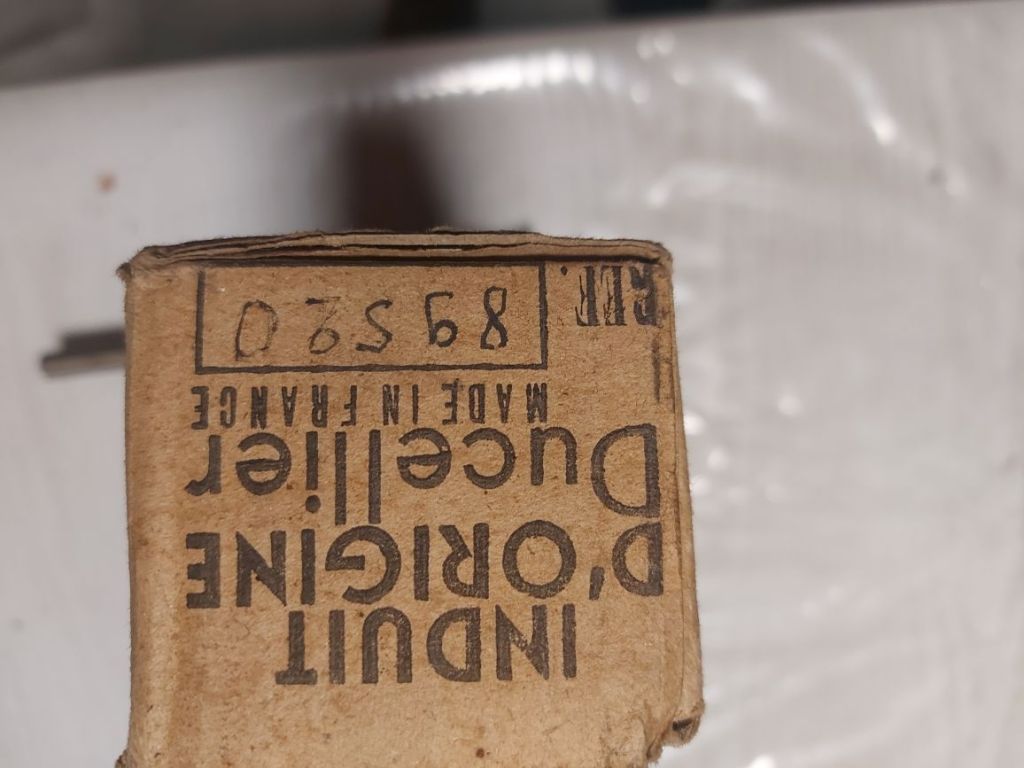 INDUIT
D'ORIGINE
Ducellier
MADE IN FRANCE
REF. 89520